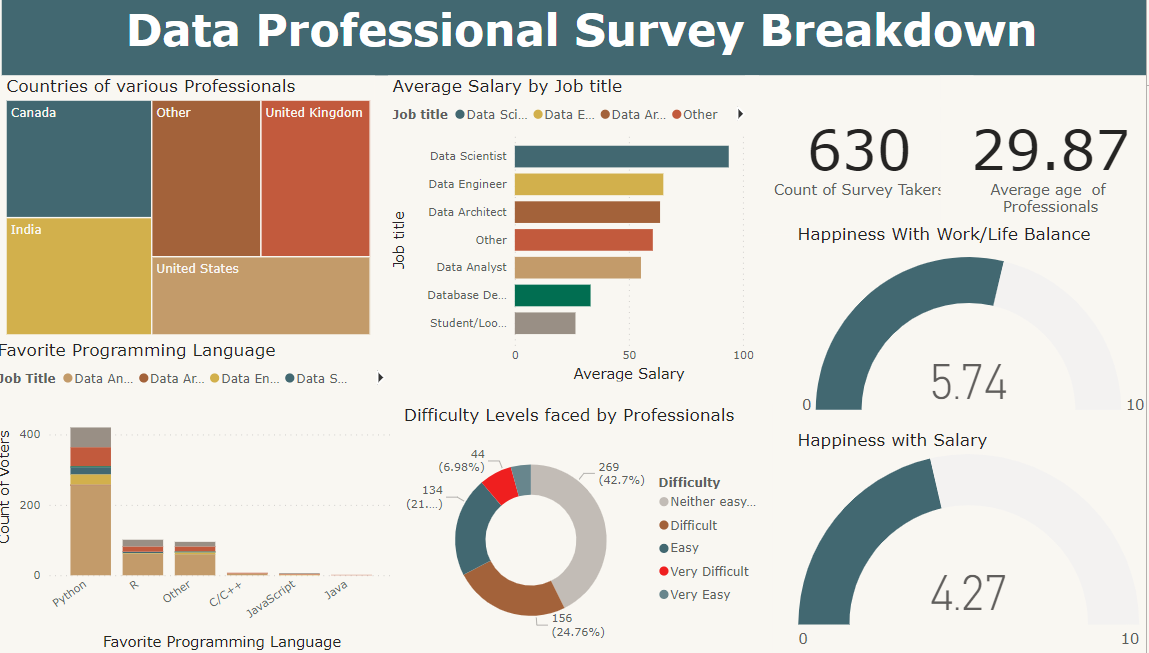 Data Professional Survey Breakdown
Countries of various Professionals
Canada
Other
United Kingdom
India
United States
Average Salary by Job title
Job title Data Sci... Data E... Data Ar... Other
Job title
Data Scientist
Data Engineer
Data Architect
Other
Data Analyst
Database De...
Student/Loo...
0 50 100
Average Salary
630
Count of Survey Takers
29.87
Average age of
Professionals
Happiness With Work/Life Balance
5.74
0
10
Favorite Programming Language
Job Title Data An... Data Ar... Data En... Data S...
Count of Voters
400
200
0
Python
R
Other
C/C++
JavaScript
Java
Favorite Programming Language
Difficulty Levels faced by Professionals
44
(6.98%)
269
(42.7%)
134
(21....)
156
(24.76%)
Difficulty
Neither easy...
Difficult
Easy
Very Difficult
Very Easy
Happiness with Salary
4.27
0
10